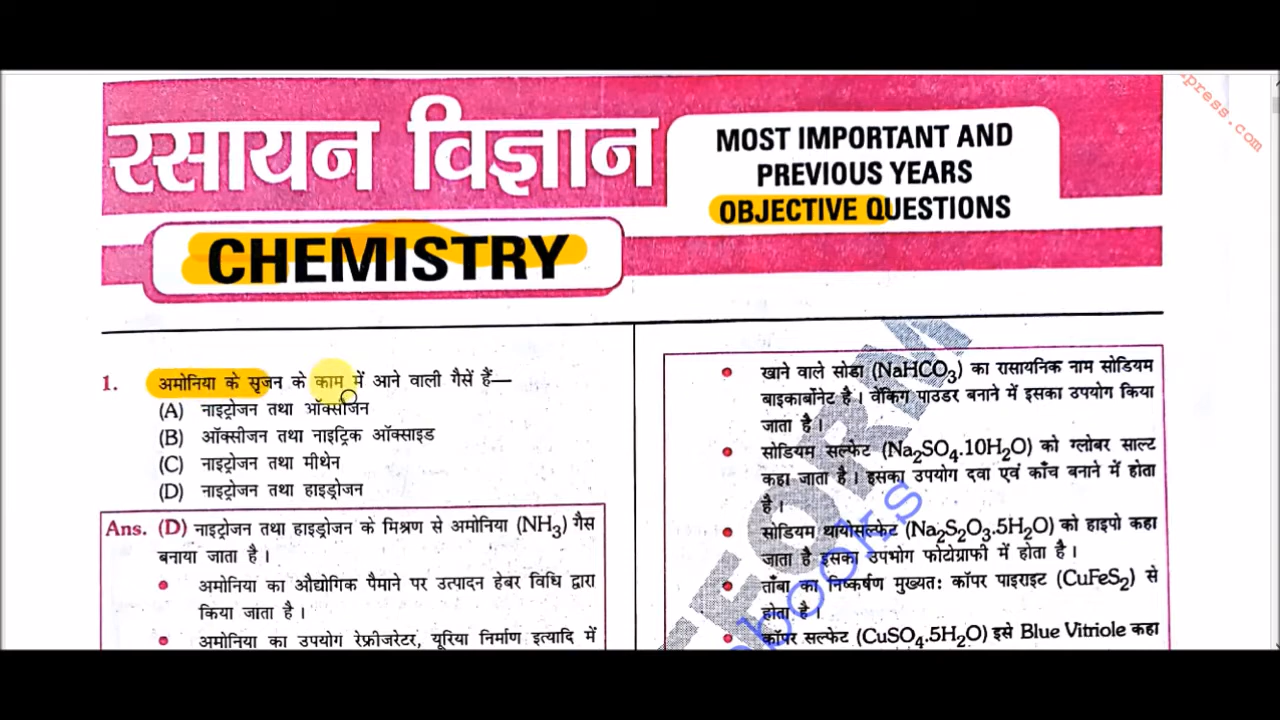 रसायन विज्ञान
MOST IMPORTANT AND
PREVIOUS YEARS
OBJECTIVE QUESTIONS
CHEMISTRY
1. अमोनिया के सृजन के काम में आने वाली गैसें हैं—
(A) नाइट्रोजन तथा ऑक्सीजन
(B) ऑक्सीजन तथा नाइट्रिक ऑक्साइड
(C) नाइट्रोजन तथा मीथेन
(D) नाइट्रोजन तथा हाइड्रोजन
Ans. (D) नाइट्रोजन तथा हाइड्रोजन के मिश्रण से अमोनिया (NH₃) गैस
बनाया जाता है।
• अमोनिया का औद्योगिक पैमाने पर उत्पादन हेबर विधि द्वारा
किया जाता है।
• अमोनिया का उपयोग रेफ्रीजरेटर, यूरिया निर्माण इत्यादि में
• खाने वाले सोडा (NaHCO₃) का रासायनिक नाम सोडियम
बाइकार्बोनेट है। वेकिंग पाउडर बनाने में इसका उपयोग किया
जाता है।
• सोडियम सल्फेट (Na₂SO₄.10H₂O) को ग्लोबर साल्ट
कहा जाता है। इसका उपयोग दवा एवं काँच बनाने में होता
है।
• सोडियम थायोसल्फेट (Na₂S₂O₃.5H₂O) को हाइपो कहा
जाता है इसका उपभोग फोटोग्राफी में होता है।
• ताँबा का निष्कर्षण मुख्यत: कॉपर पाइराइट (CuFeS₂) से
होता है।
• कॉपर सल्फेट (CuSO₄.5H₂O) इसे Blue Vitriole कहा
press.com
FORM
books